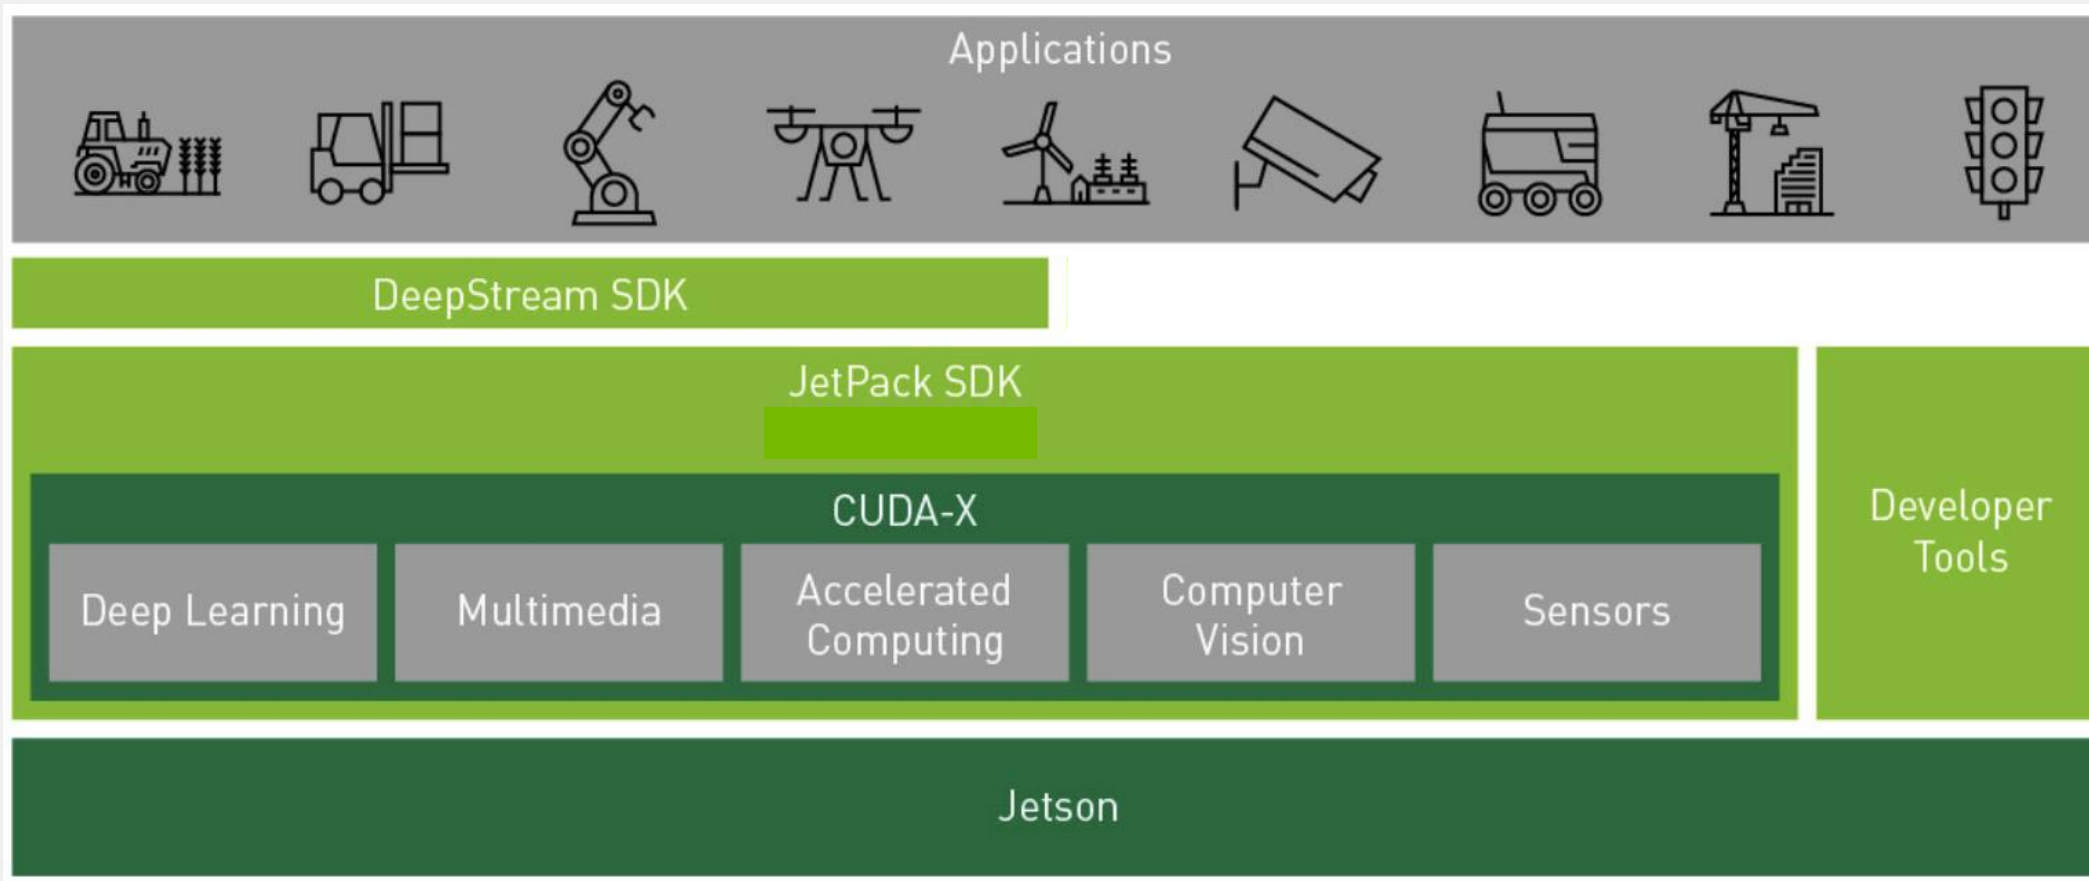 Applications
DeepStream SDK
JetPack SDK
CUDA-X
Deep Learning
Multimedia
Accelerated
Computing
Computer
Vision
Sensors
Developer
Tools
Jetson